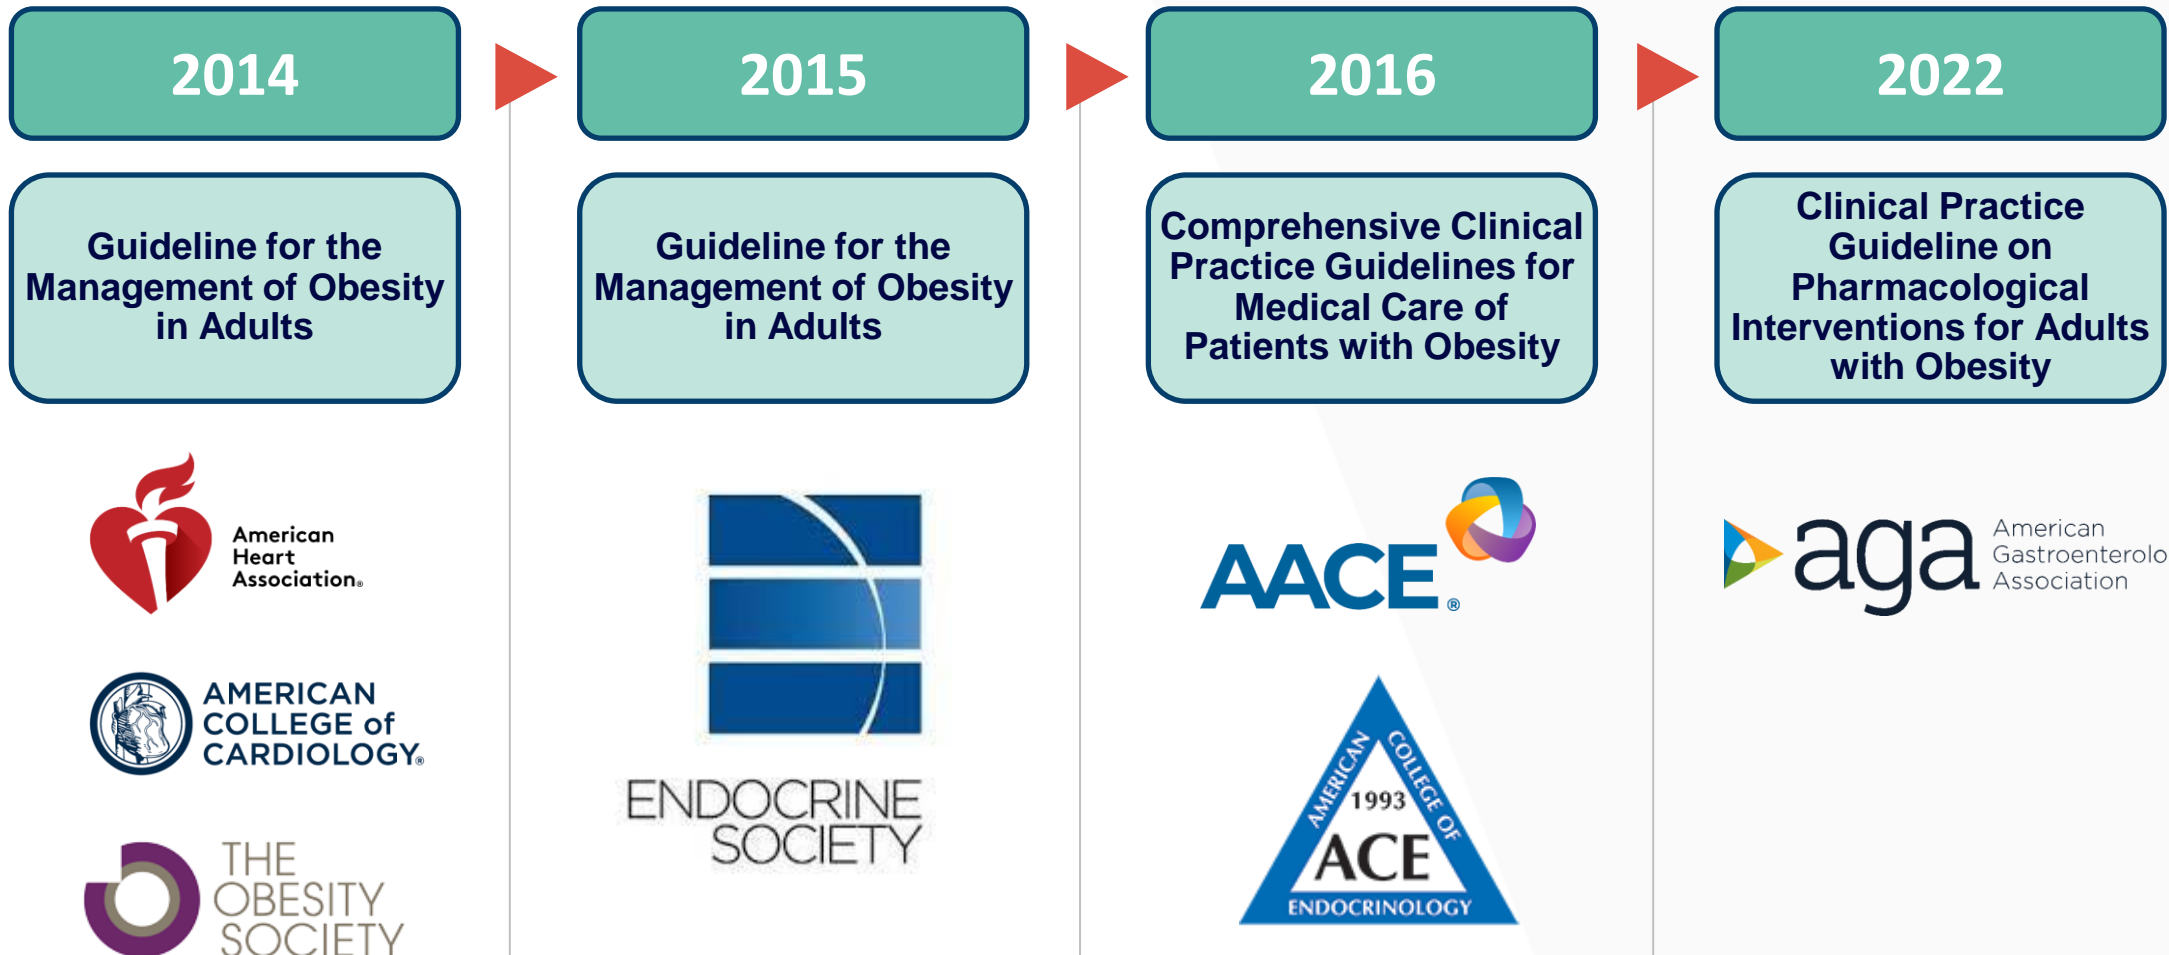 2014
Guideline for the
Management of Obesity
in Adults
American
Heart
Association®
AMERICAN
COLLEGE of
CARDIOLOGY®
THE
OBESITY
SOCIETY
2015
Guideline for the
Management of Obesity
in Adults
ENDOCRINE
SOCIETY
2016
Comprehensive Clinical
Practice Guidelines for
Medical Care of
Patients with Obesity
AACE®
AMERICAN COLLEGE OF
1993
ACE
ENDOCRINOLOGY
2022
Clinical Practice
Guideline on
Pharmacological
Interventions for Adults
with Obesity
aga
American
Gastroenterolo
Association